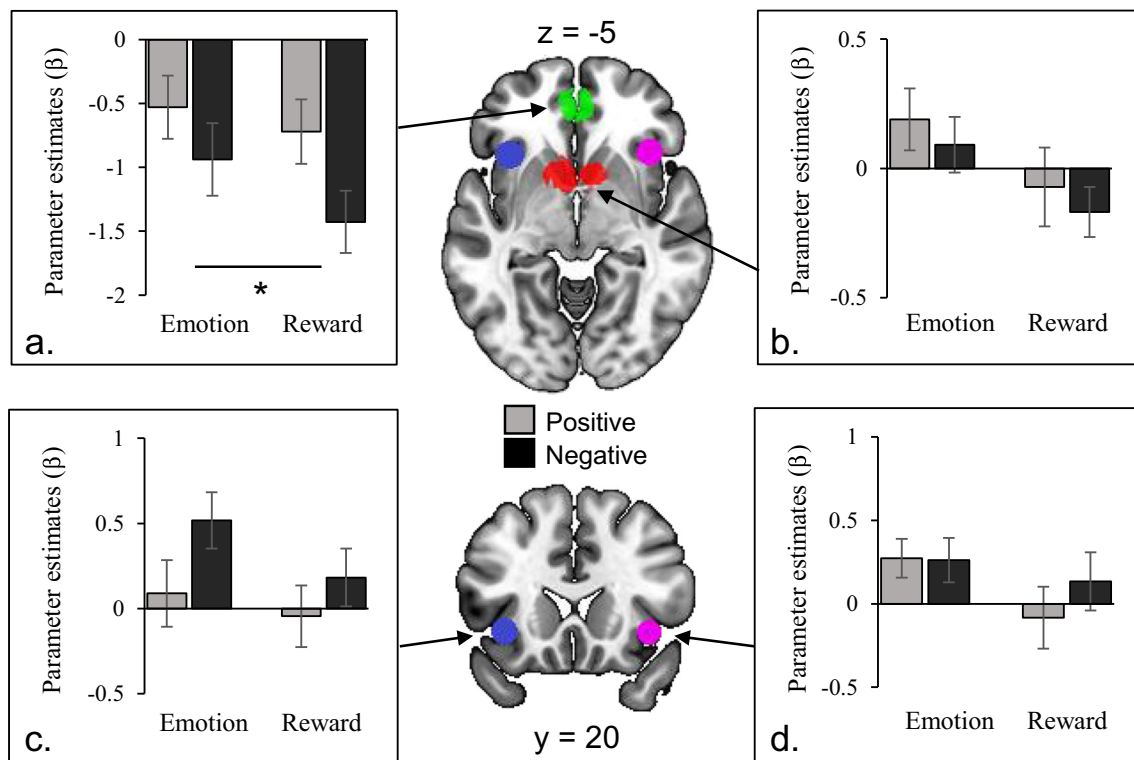 Parameter estimates (β)
0
-0.5
-1
-1.5
-2
*
Emotion Reward
a.
z = -5
Parameter estimates (β)
0.5
0
-0.5
Emotion Reward
b.
Positive
Negative
Parameter estimates (β)
1
0.5
0
-0.5
Emotion Reward
c.
y = 20
Parameter estimates (β)
1
0.5
0
-0.5
Emotion Reward
d.